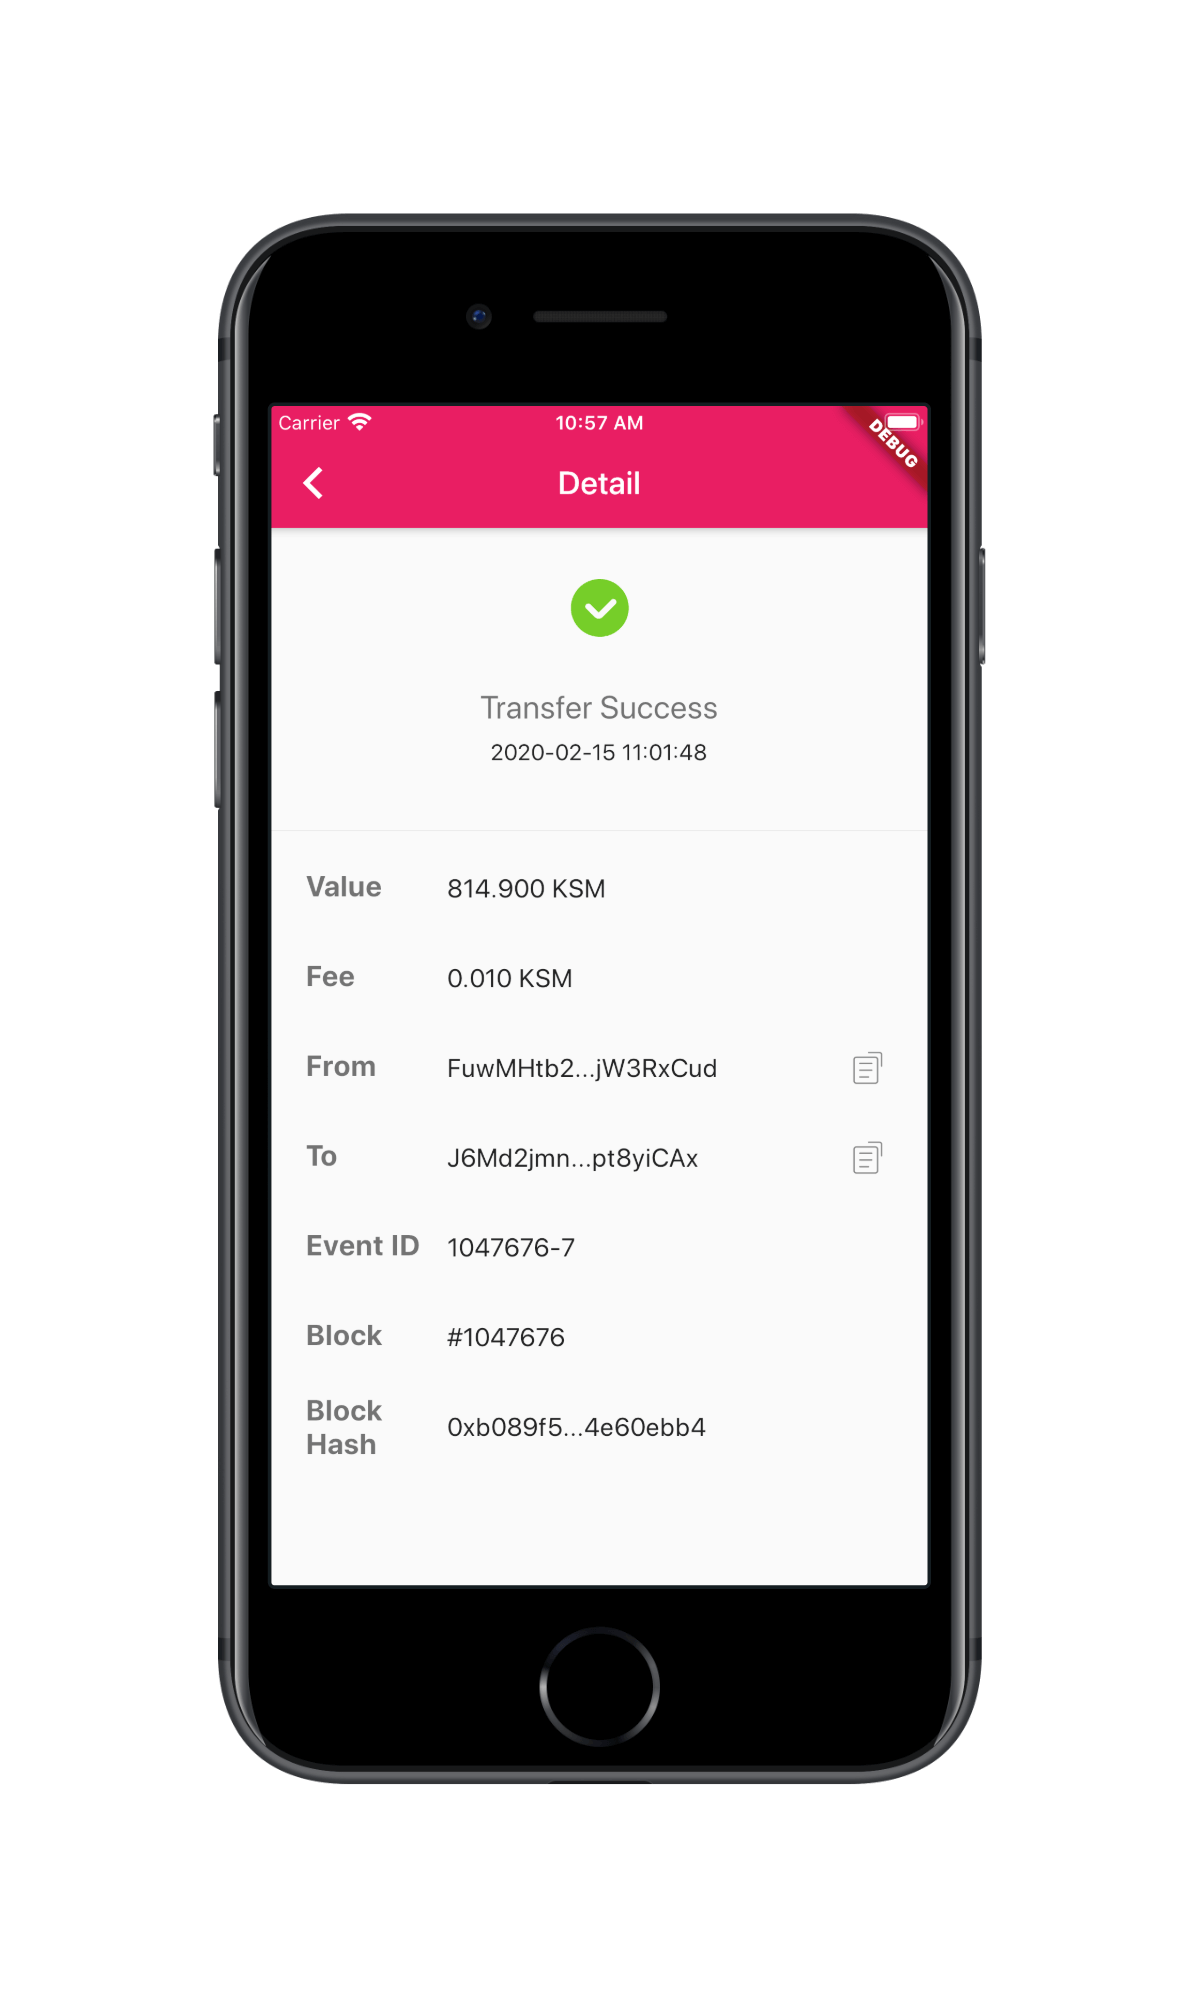 Carrier 10:57 AM
DEBUG
Detail
Transfer Success
2020-02-15 11:01:48
Value 814.900 KSM
Fee 0.010 KSM
From FuwMHtb2...jW3RxCud
To J6Md2jmn...pt8yiCAx
Event ID 1047676-7
Block #1047676
Block
Hash 0xb089f5...4e60ebb4